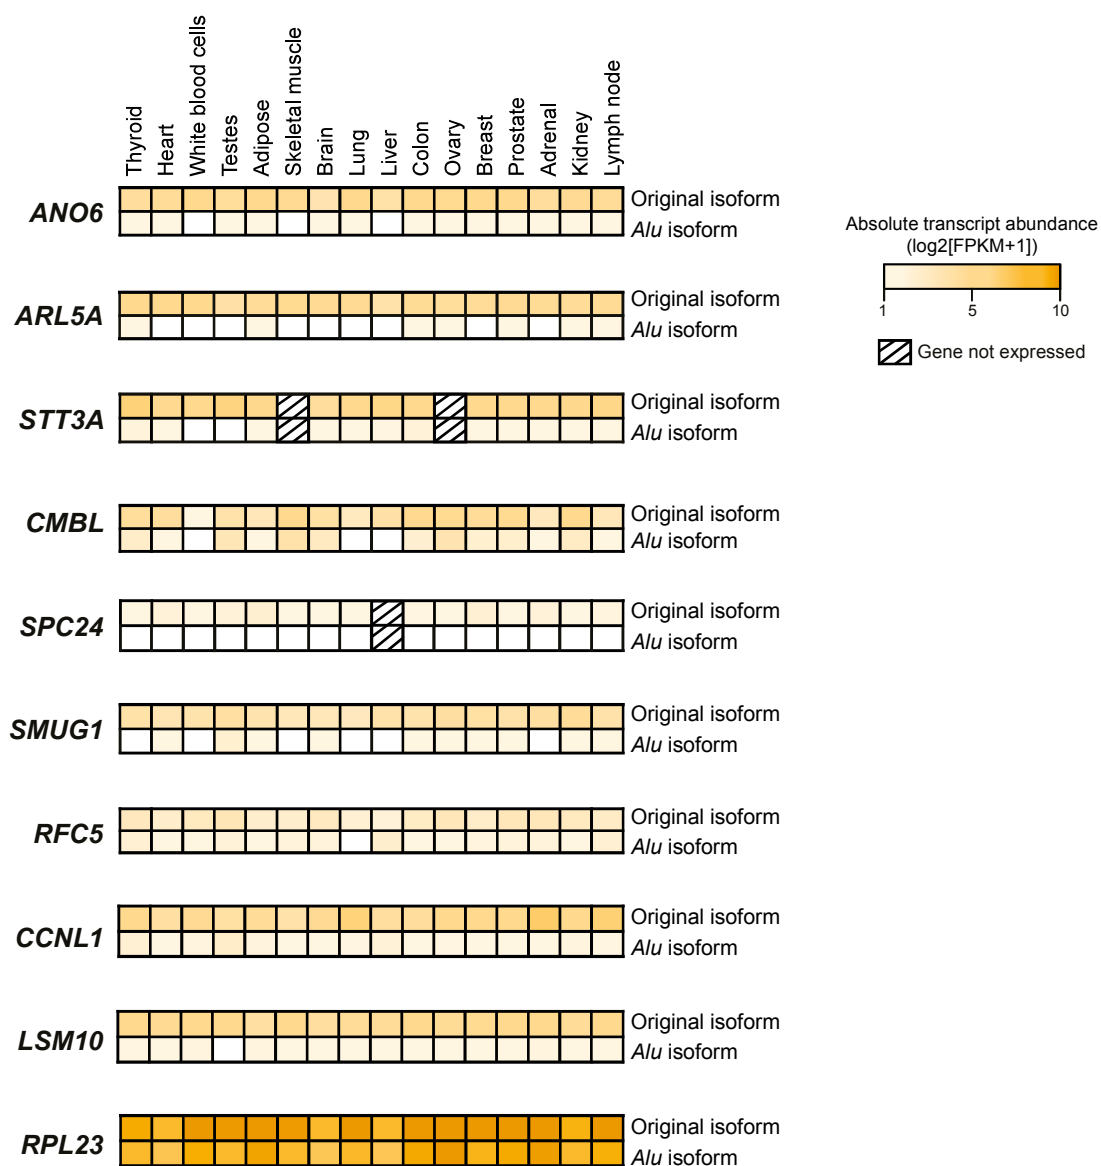 Thyroid
Heart
White blood cells
Testes
Adipose
Skeletal muscle
Brain
Lung
Liver
Colon
Ovary
Breast
Prostate
Adrenal
Kidney
Lymph node
ANO6
Original isoform
Alu isoform
Absolute transcript abundance
(log2[FPKM+1])
1 5 10
Gene not expressed
ARL5A
Original isoform
Alu isoform
STT3A
Original isoform
Alu isoform
CMBL
Original isoform
Alu isoform
SPC24
Original isoform
Alu isoform
SMUG1
Original isoform
Alu isoform
RFC5
Original isoform
Alu isoform
CCNL1
Original isoform
Alu isoform
LSM10
Original isoform
Alu isoform
RPL23
Original isoform
Alu isoform